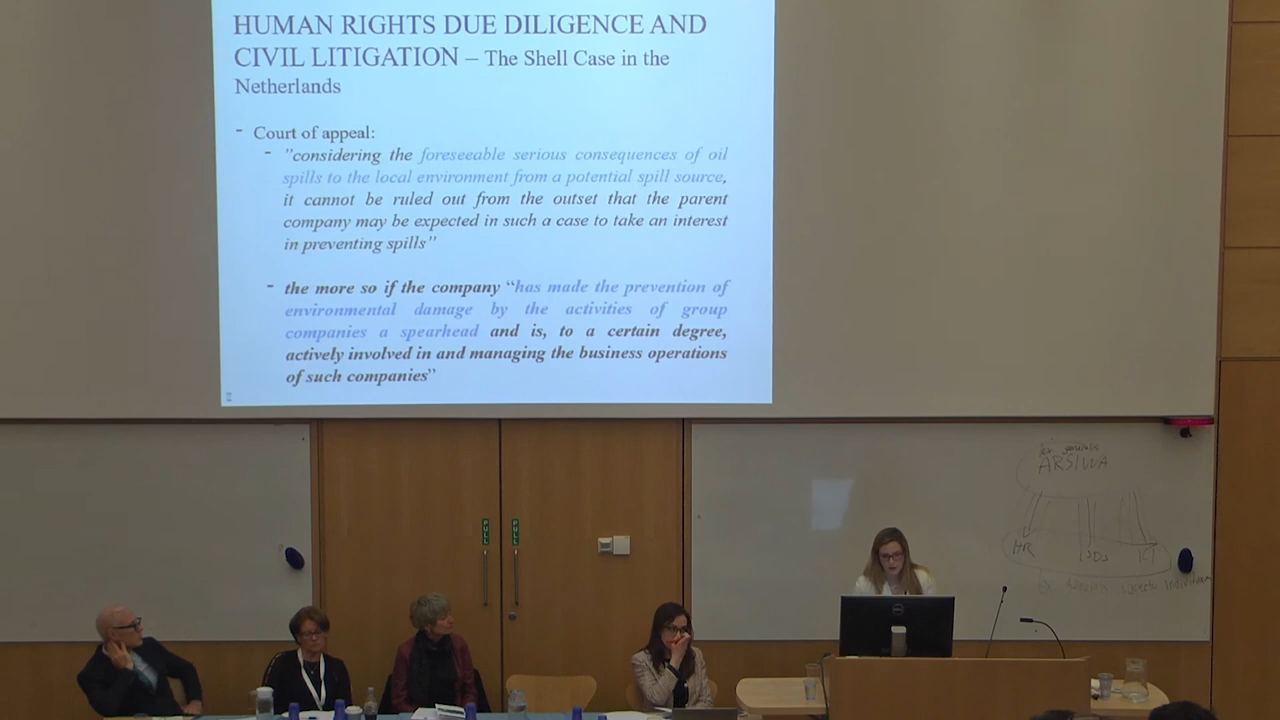 HUMAN RIGHTS DUE DILIGENCE AND
CIVIL LITIGATION – The Shell Case in the
Netherlands
- Court of appeal:
- "considering the foreseeable serious consequences of oil
spills to the local environment from a potential spill source,
it cannot be ruled out from the outset that the parent
company may be expected in such a case to take an interest
in preventing spills"
- the more so if the company "has made the prevention of
environmental damage by the activities of group
companies a spearhead and is, to a certain degree,
actively involved in and managing the business operations
of such companies"
ARSIWA
HR
PULL
PULL
DELL